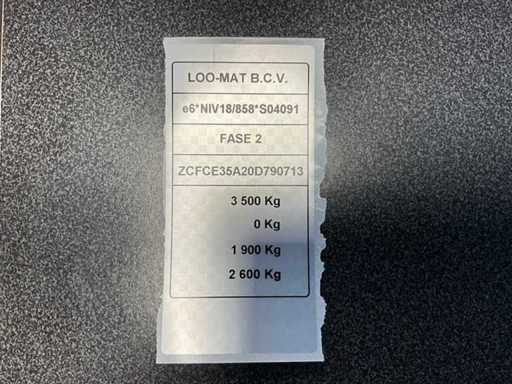 LOO-MAT B.C.V.
e6*NIV18/858*S04091
FASE 2
ZCFCE35A20D790713
3 500 Kg
0 Kg
1 900 Kg
2 600 Kg